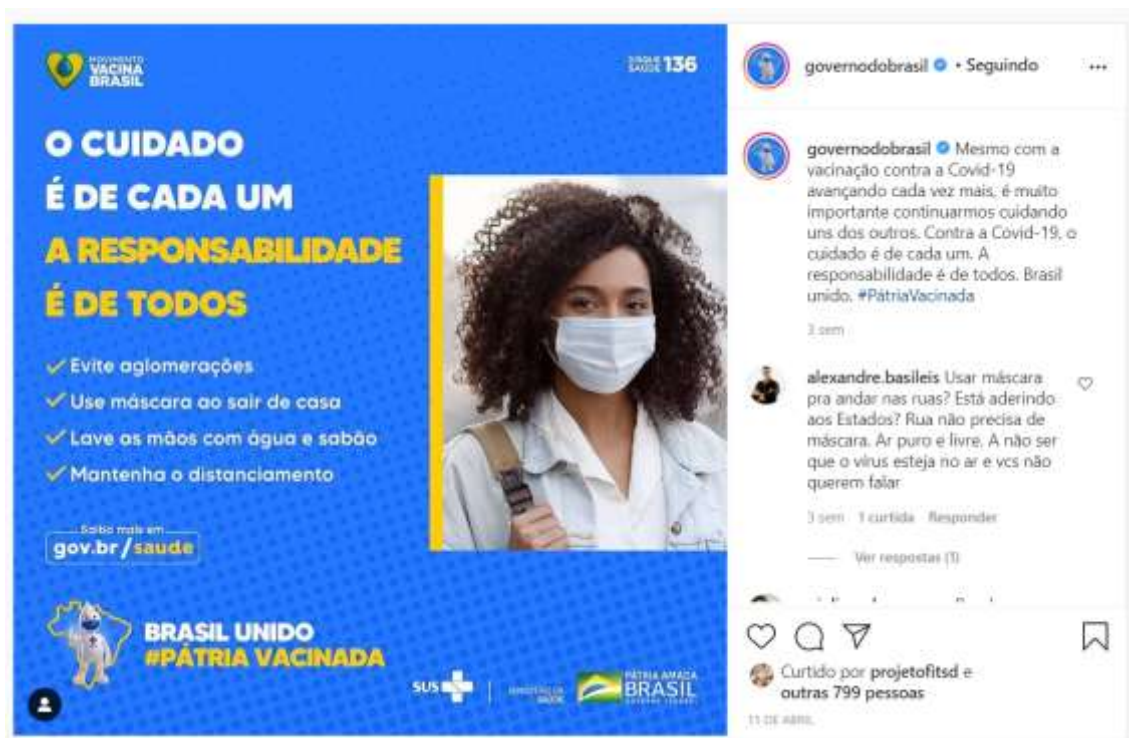 MOVIMENTO
VACINA
BRASIL
DISQUE
SAÚDE 136
O CUIDADO
É DE CADA UM
A RESPONSABILIDADE
É DE TODOS
Evite aglomerações
Use máscara ao sair de casa
Lave as mãos com água e sabão
Mantenha o distanciamento
Saiba mais em
gov.br/saude
BRASIL UNIDO
#PÁTRIA VACINADA
SUS
MINISTÉRIO DA
SAÚDE
PÁTRIA AMADA
BRASIL
GOVERNO FEDERAL
governodobrasil • Seguindo
governodobrasil Mesmo com a
vacinação contra a Covid-19
avançando cada vez mais, é muito
importante continuarmos cuidando
uns dos outros. Contra a Covid-19, o
cuidado é de cada um. A
responsabilidade é de todos. Brasil
unido. #PátriaVacinada
3 sem
alexandre.basileis Usar máscara
pra andar nas ruas? Está aderindo
aos Estados? Rua não precisa de
máscara. Ar puro e livre. A não ser
que o vírus esteja no ar e vcs não
querem falar
3 sem 1 curtida Responder
Ver respostas (1)
Curtido por projetofitsd e
outras 799 pessoas
11 DE ABRIL